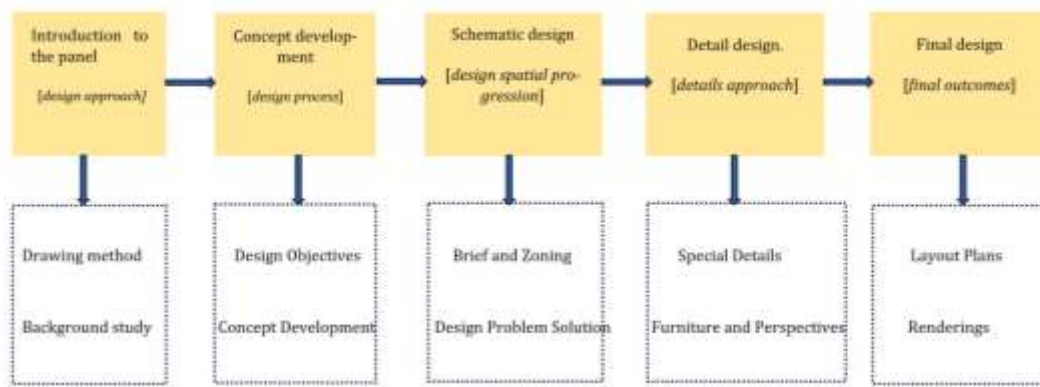 Introduction to
the panel
[design approach]
Concept develop-
ment
[design process]
Schematic design
[design spatial pro-
gression]
Detail design.
[details approach]
Final design
[final outcomes]
Drawing method
Background study
Design Objectives
Concept Development
Brief and Zoning
Design Problem Solution
Special Details
Furniture and Perspectives
Layout Plans
Renderings